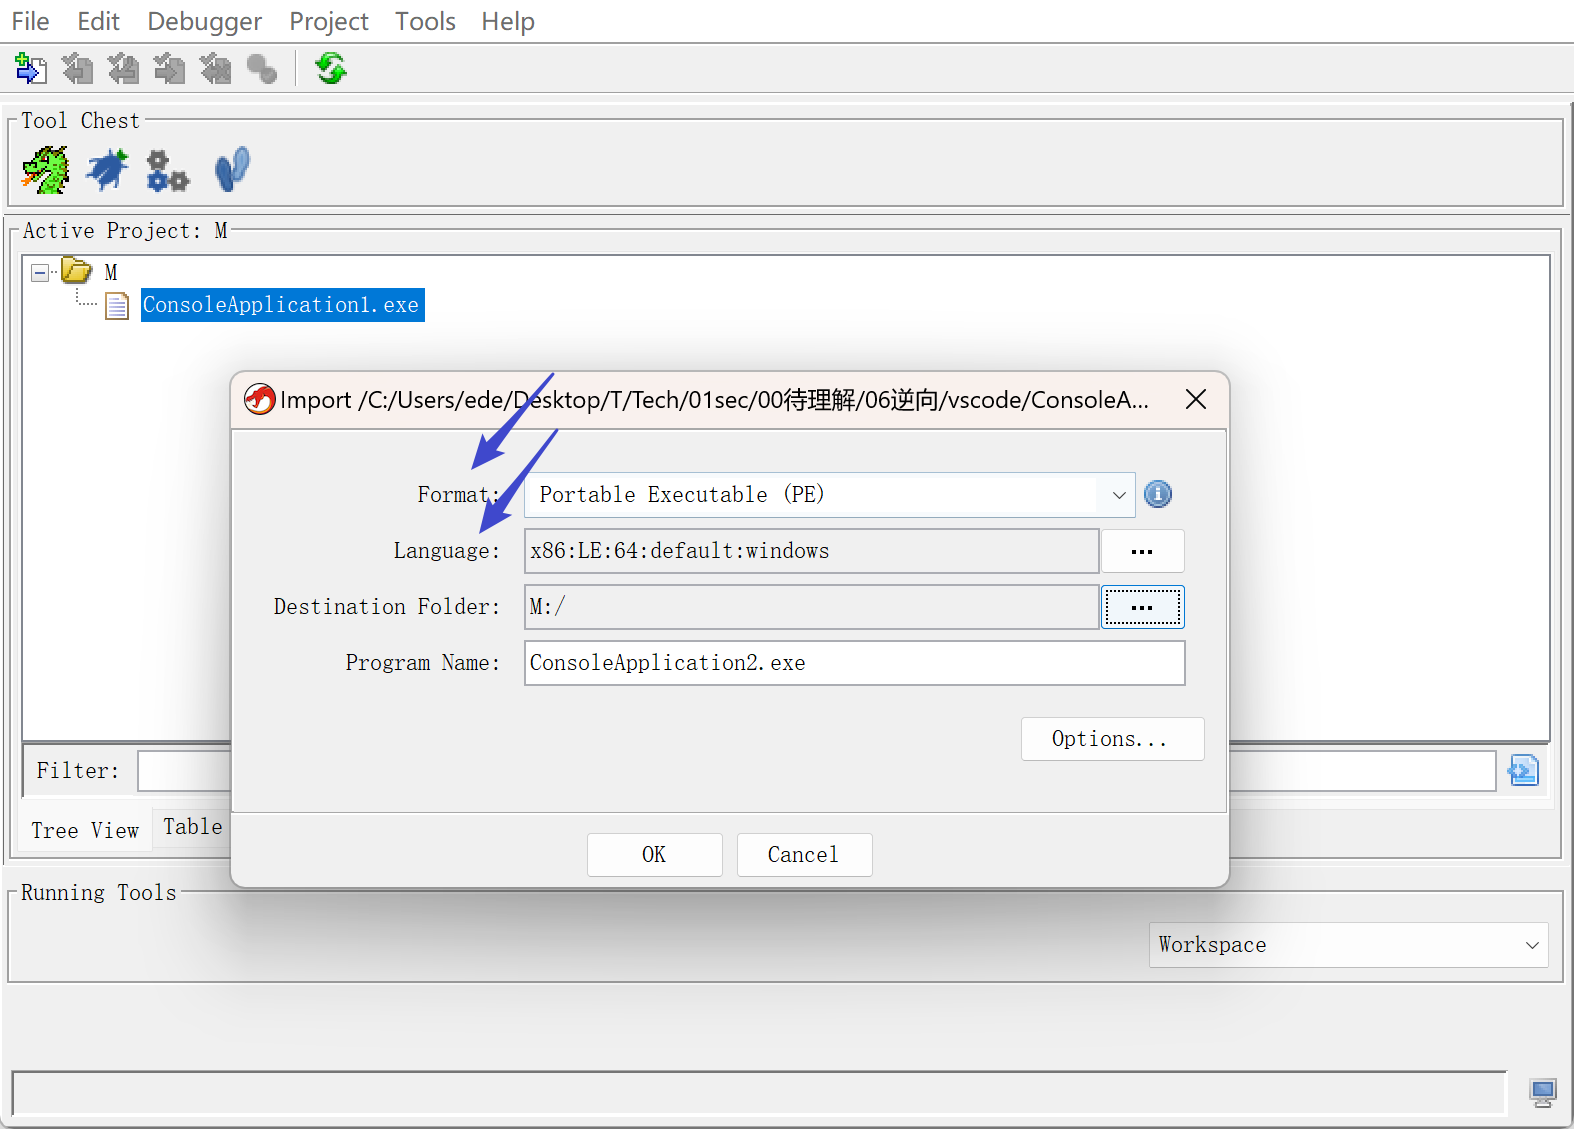 File Edit Debugger Project Tools Help
Tool Chest
Active Project: M
M
ConsoleApplication1.exe
Import /C:/Users/ede/Desktop/T/Tech/01sec/00待理解/06逆向/vscode/ConsoleA...
Format: Portable Executable (PE)
Language: x86:LE:64:default:windows ...
Destination Folder: M:/ ...
Program Name: ConsoleApplication2.exe
Options...
Filter:
Tree View Table
OK Cancel
Running Tools
Workspace